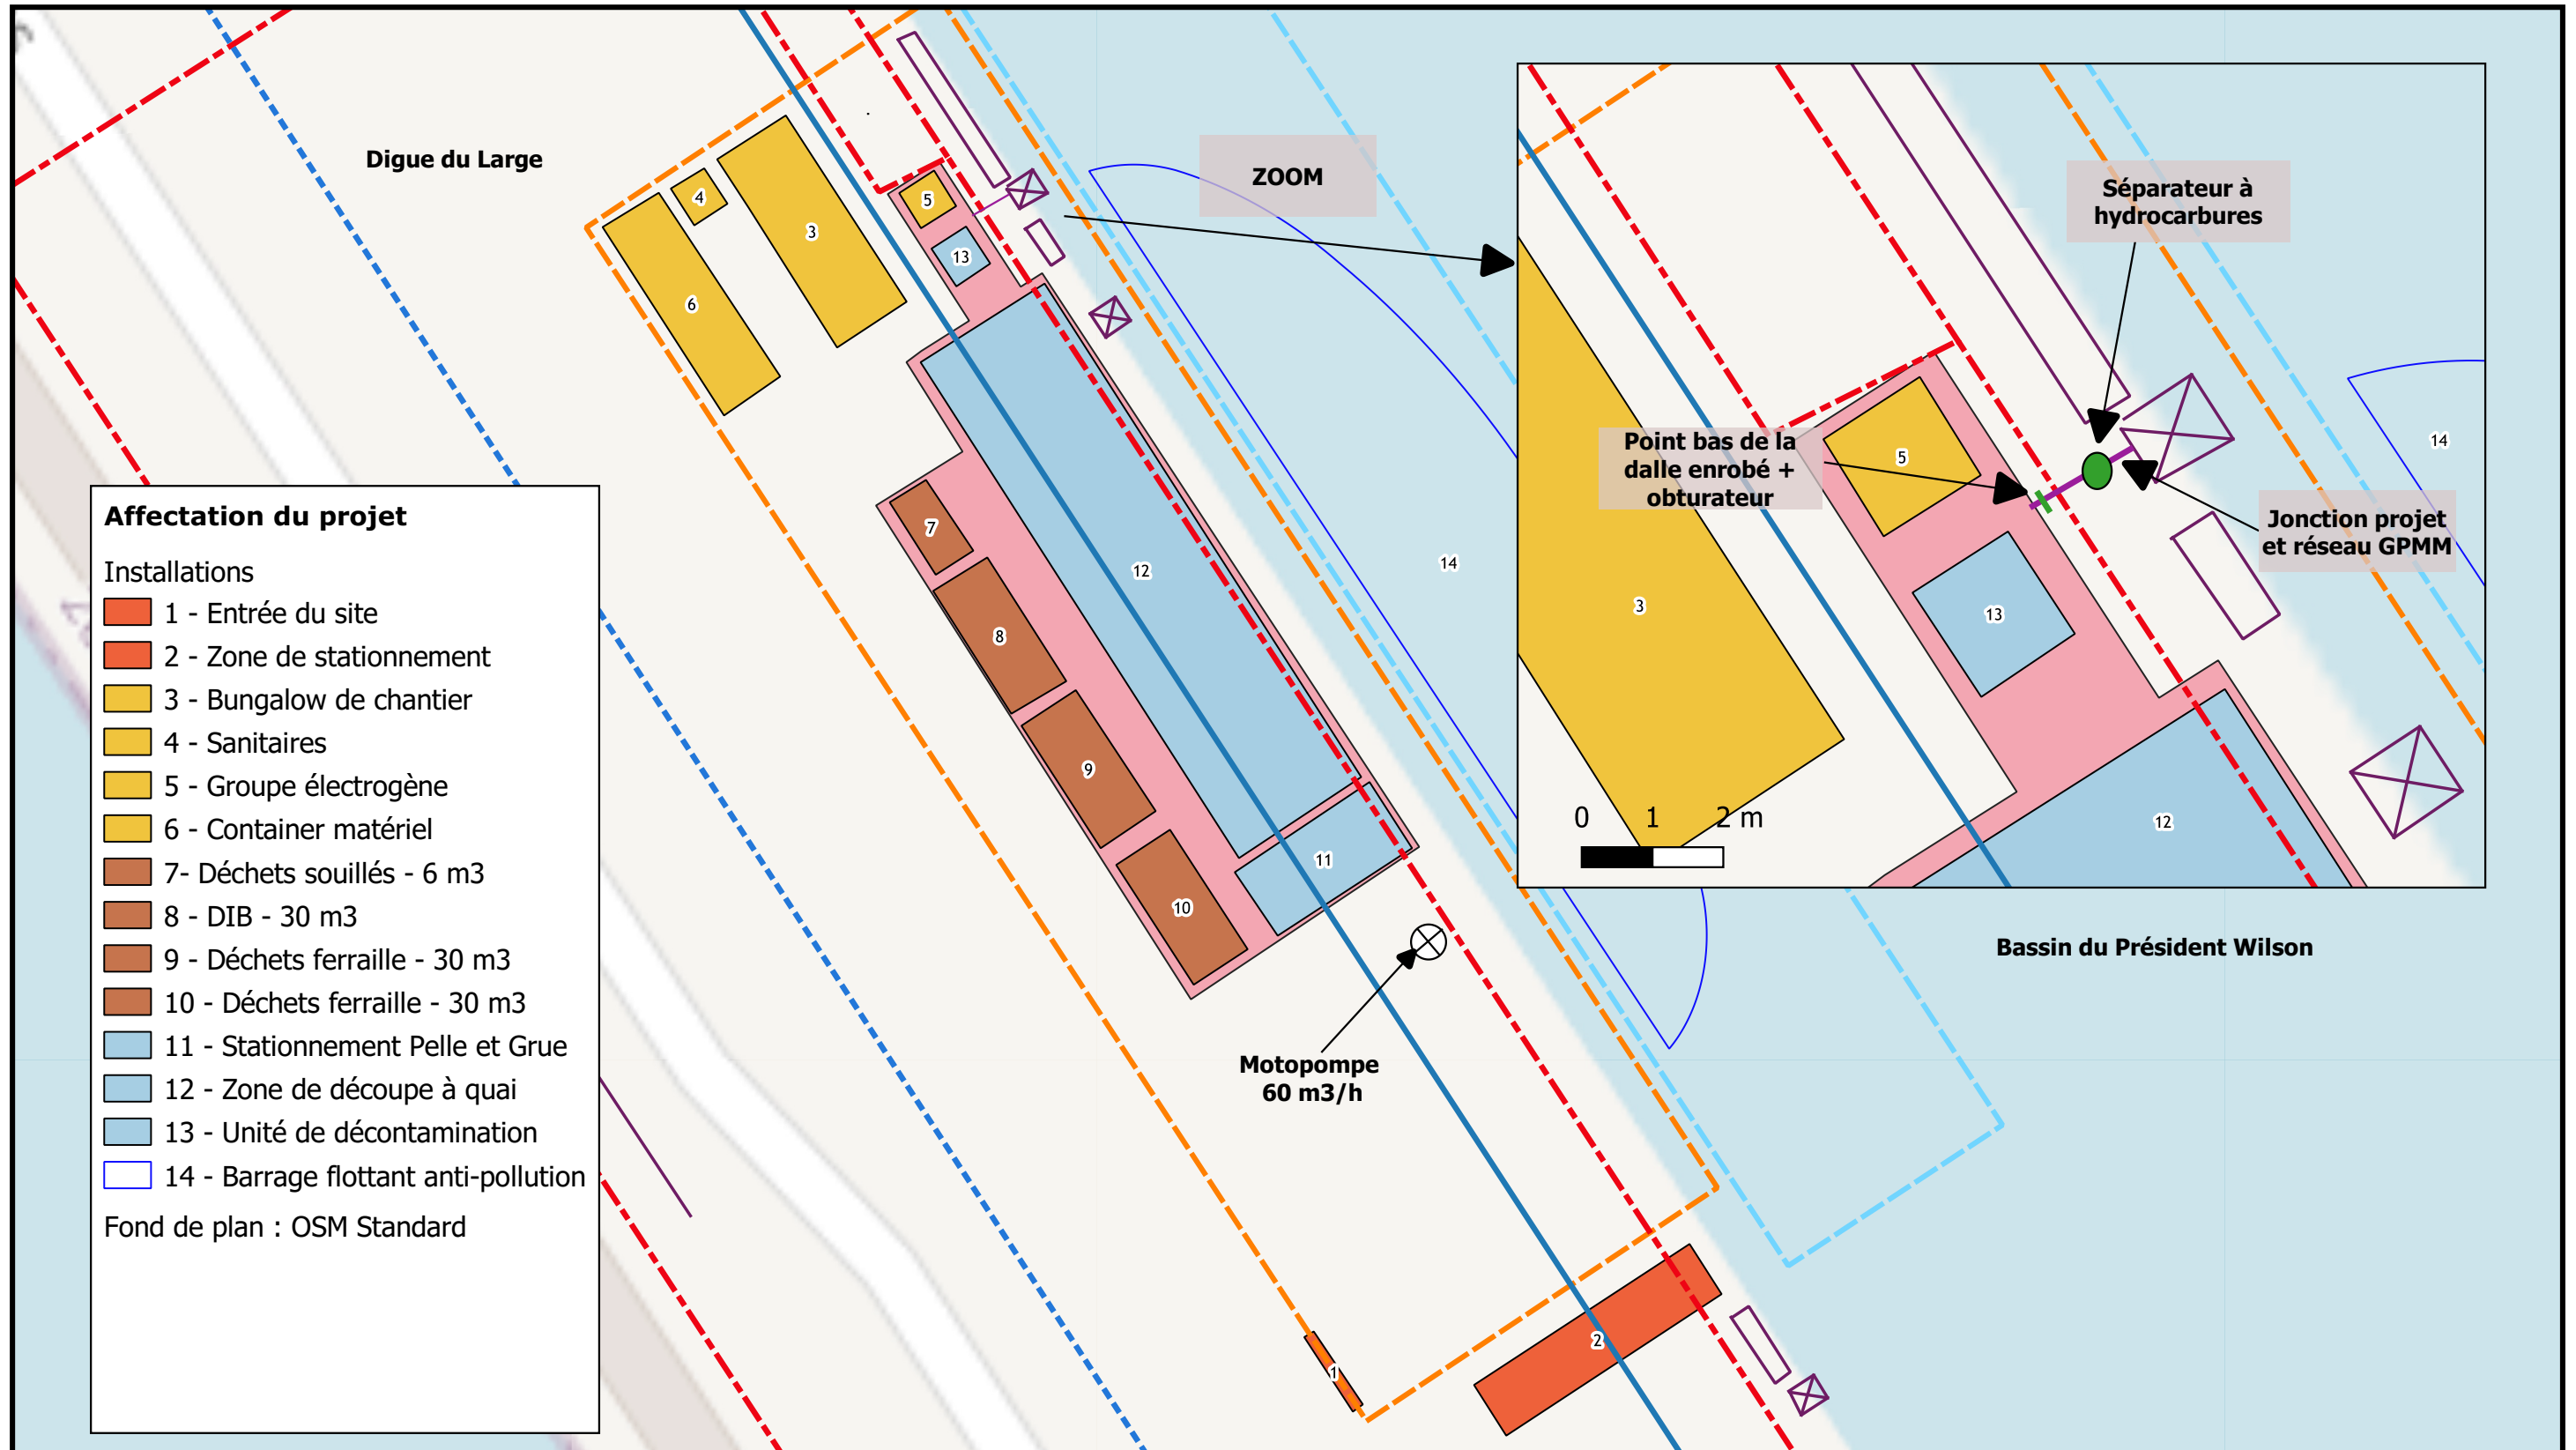 Digue du Large
ZOOM
4
3
6
5
13
12
14
7
8
9
10
11
Motopompe
60 m3/h
1
2
Bassin du Président Wilson
Séparateur à
hydrocarbures
Point bas de la
dalle enrobé +
obturateur
Jonction projet
et réseau GPMM
5
14
3
13
12
0 1 2 m
Affectation du projet
Installations
1 - Entrée du site
2 - Zone de stationnement
3 - Bungalow de chantier
4 - Sanitaires
5 - Groupe électrogène
6 - Container matériel
7- Déchets souillés - 6 m3
8 - DIB - 30 m3
9 - Déchets ferraille - 30 m3
10 - Déchets ferraille - 30 m3
11 - Stationnement Pelle et Grue
12 - Zone de découpe à quai
13 - Unité de décontamination
14 - Barrage flottant anti-pollution
Fond de plan : OSM Standard